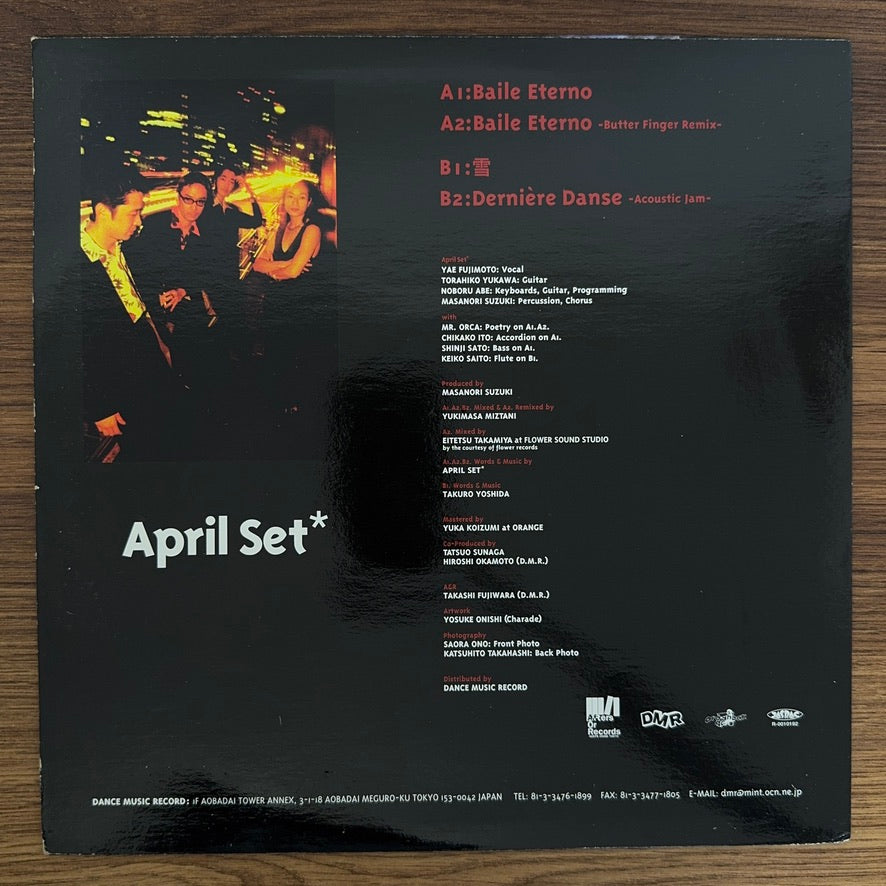 A1:Baile Eterno
A2:Baile Eterno -Butter Finger Remix-
B1:雪
B2:Dernière Danse -Acoustic Jam-
April Set*
YAE FUJIMOTO: Vocal
TORAHIKO YUKAWA: Guitar
NOBORU ABE: Keyboards, Guitar, Programming
MASANORI SUZUKI: Percussion, Chorus
with
MR. ORCA: Poetry on A1.A2.
CHIKAKO ITO: Accordion on A1.
SHINJI SATO: Bass on A1.
KEIKO SAITO: Flute on B1.
Produced by
MASANORI SUZUKI
A1.A2.B2. Mixed & A2. Remixed by
YUKIMASA MIZTANI
A2. Mixed by
EITETSU TAKAMIYA at FLOWER SOUND STUDIO
by the courtesy of flower records
A1.A2.B2. Words & Music by
APRIL SET*
B1. Words & Music
TAKURO YOSHIDA
Mastered by
YUKA KOIZUMI at ORANGE
Co-Produced by
TATSUO SUNAGA
HIROSHI OKAMOTO (D.M.R.)
A&R
TAKASHI FUJIWARA (D.M.R.)
Artwork
YOSUKE ONISHI (Charade)
Photography
SAORA ONO: Front Photo
KATSUHITO TAKAHASHI: Back Photo
Distributed by
DANCE MUSIC RECORD
April Set*
Or
Records
DMR
JASRAC
R-0010192
DANCE MUSIC RECORD: 1F AOBADAI TOWER ANNEX, 3-1-18 AOBADAI MEGURO-KU TOKYO 153-0042 JAPAN TEL: 81-3-3476-1899 FAX: 81-3-3477-1805 E-MAIL: dmr@mint.ocn.ne.jp